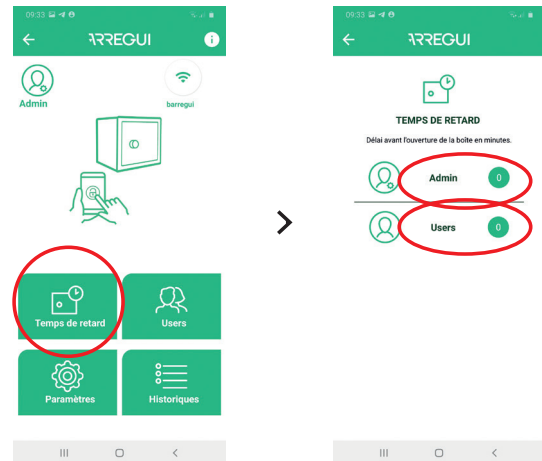 09:33
ARREGUI
Admin
barregui
Temps de retard
Users
Paramètres
Historiques
09:33
ARREGUI
TEMPS DE RETARD
Délai avant l'ouverture de la boîte en minutes.
Admin 0
Users 0